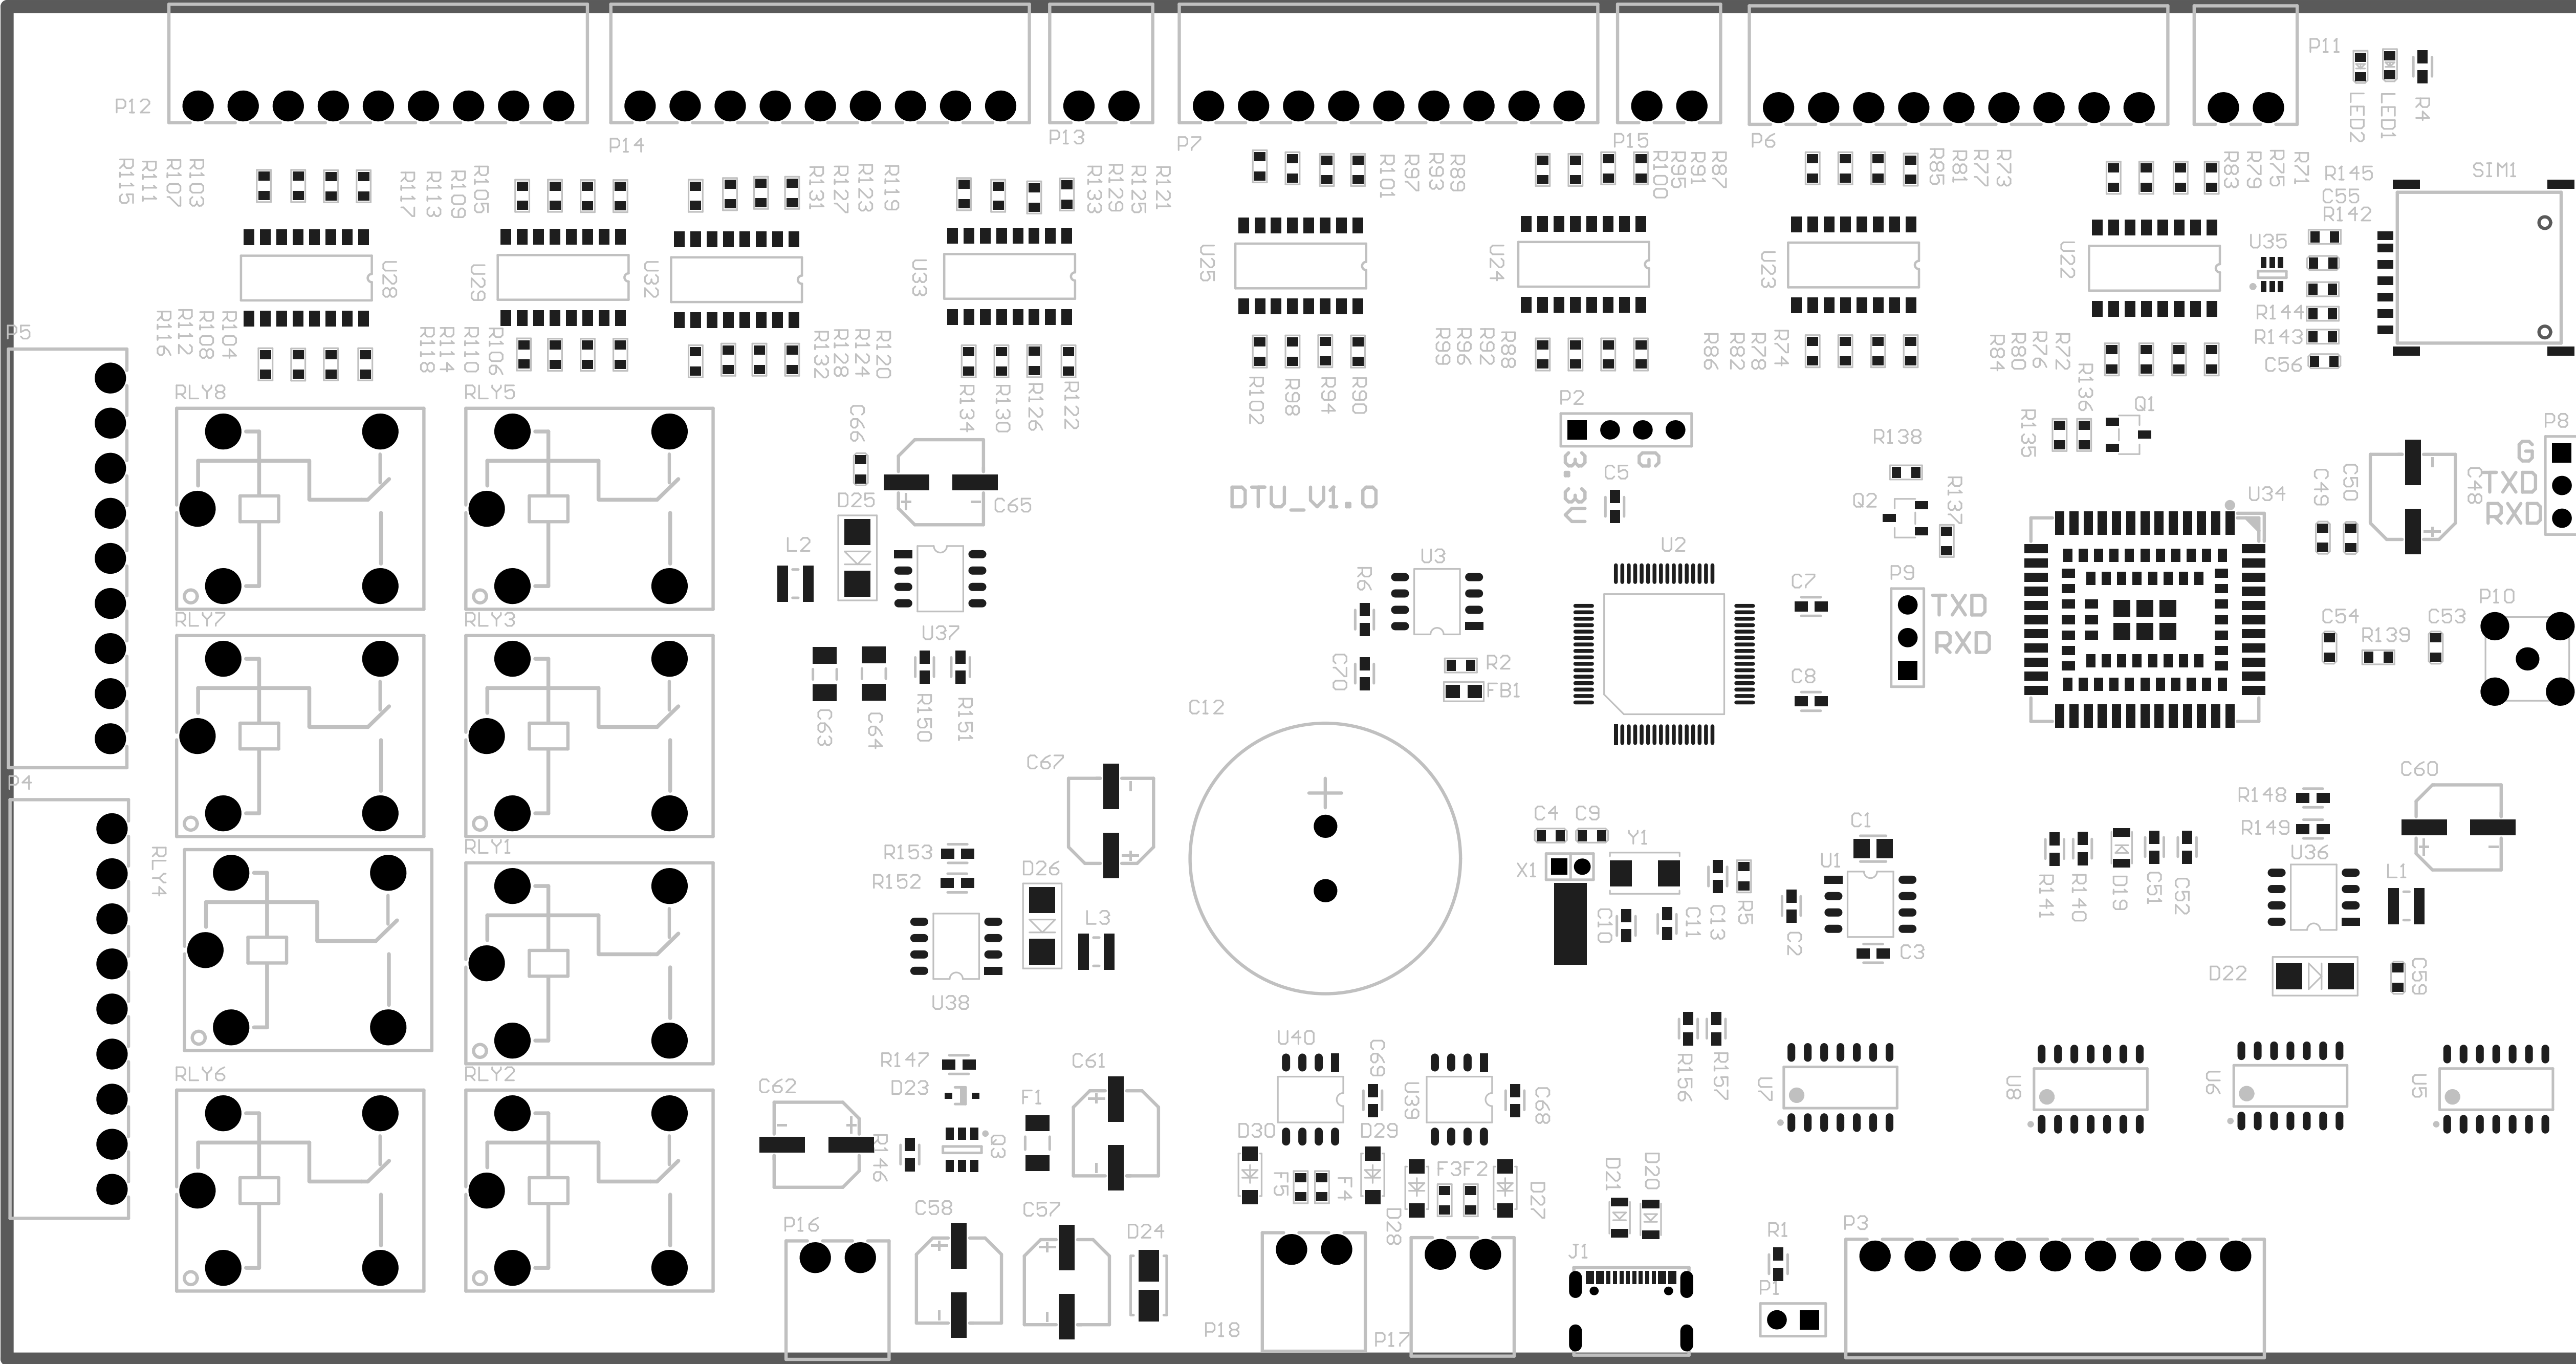 P12
P14
P13
P7
P15
P6
P11
LED2
LED1
R4
R115
R111
R107
R103
R117
R113
R109
R105
R131
R127
R123
R119
R133
R129
R125
R121
R101
R97
R93
R89
R100
R95
R91
R87
R85
R81
R77
R73
R83
R79
R75
R71
R145
C55
R142
SIM1
U28
U29
U32
U33
U25
U24
U23
U22
U35
R144
R143
C56
P5
R116
R112
R108
R104
R118
R114
R110
R106
R132
R128
R124
R120
R134
R130
R126
R122
R102
R98
R94
R90
R99
R96
R92
R88
R86
R82
R78
R74
R84
R80
R76
R72
RLY8
RLY5
C66
C65
D25
P2
3.3V
G
C5
DTU_V1.0
R138
Q2
R137
R135
R136
Q1
U34
C49
C50
C48
P8
G
TXD
RXD
L2
U37
U3
U2
R6
C70
R2
FB1
C7
C8
P9
TXD
RXD
C54
R139
C53
P10
RLY7
RLY3
C63
C64
R150
R151
C12
C67
P4
RLY4
RLY1
R153
R152
D26
L3
U38
C4
C9
Y1
X1
C10
C11
C13
R5
C1
U1
C2
C3
R141
R140
D19
C51
C52
R148
R149
U36
C60
L1
D22
C59
RLY6
RLY2
R147
D23
C62
R146
Q3
F1
C61
U40
C69
U39
C68
R156
R157
U7
U8
U6
U5
D30
D29
F5
F4
F3
F2
D28
D27
D21
D20
P16
C58
C57
D24
P18
P17
J1
R1
P1
P3